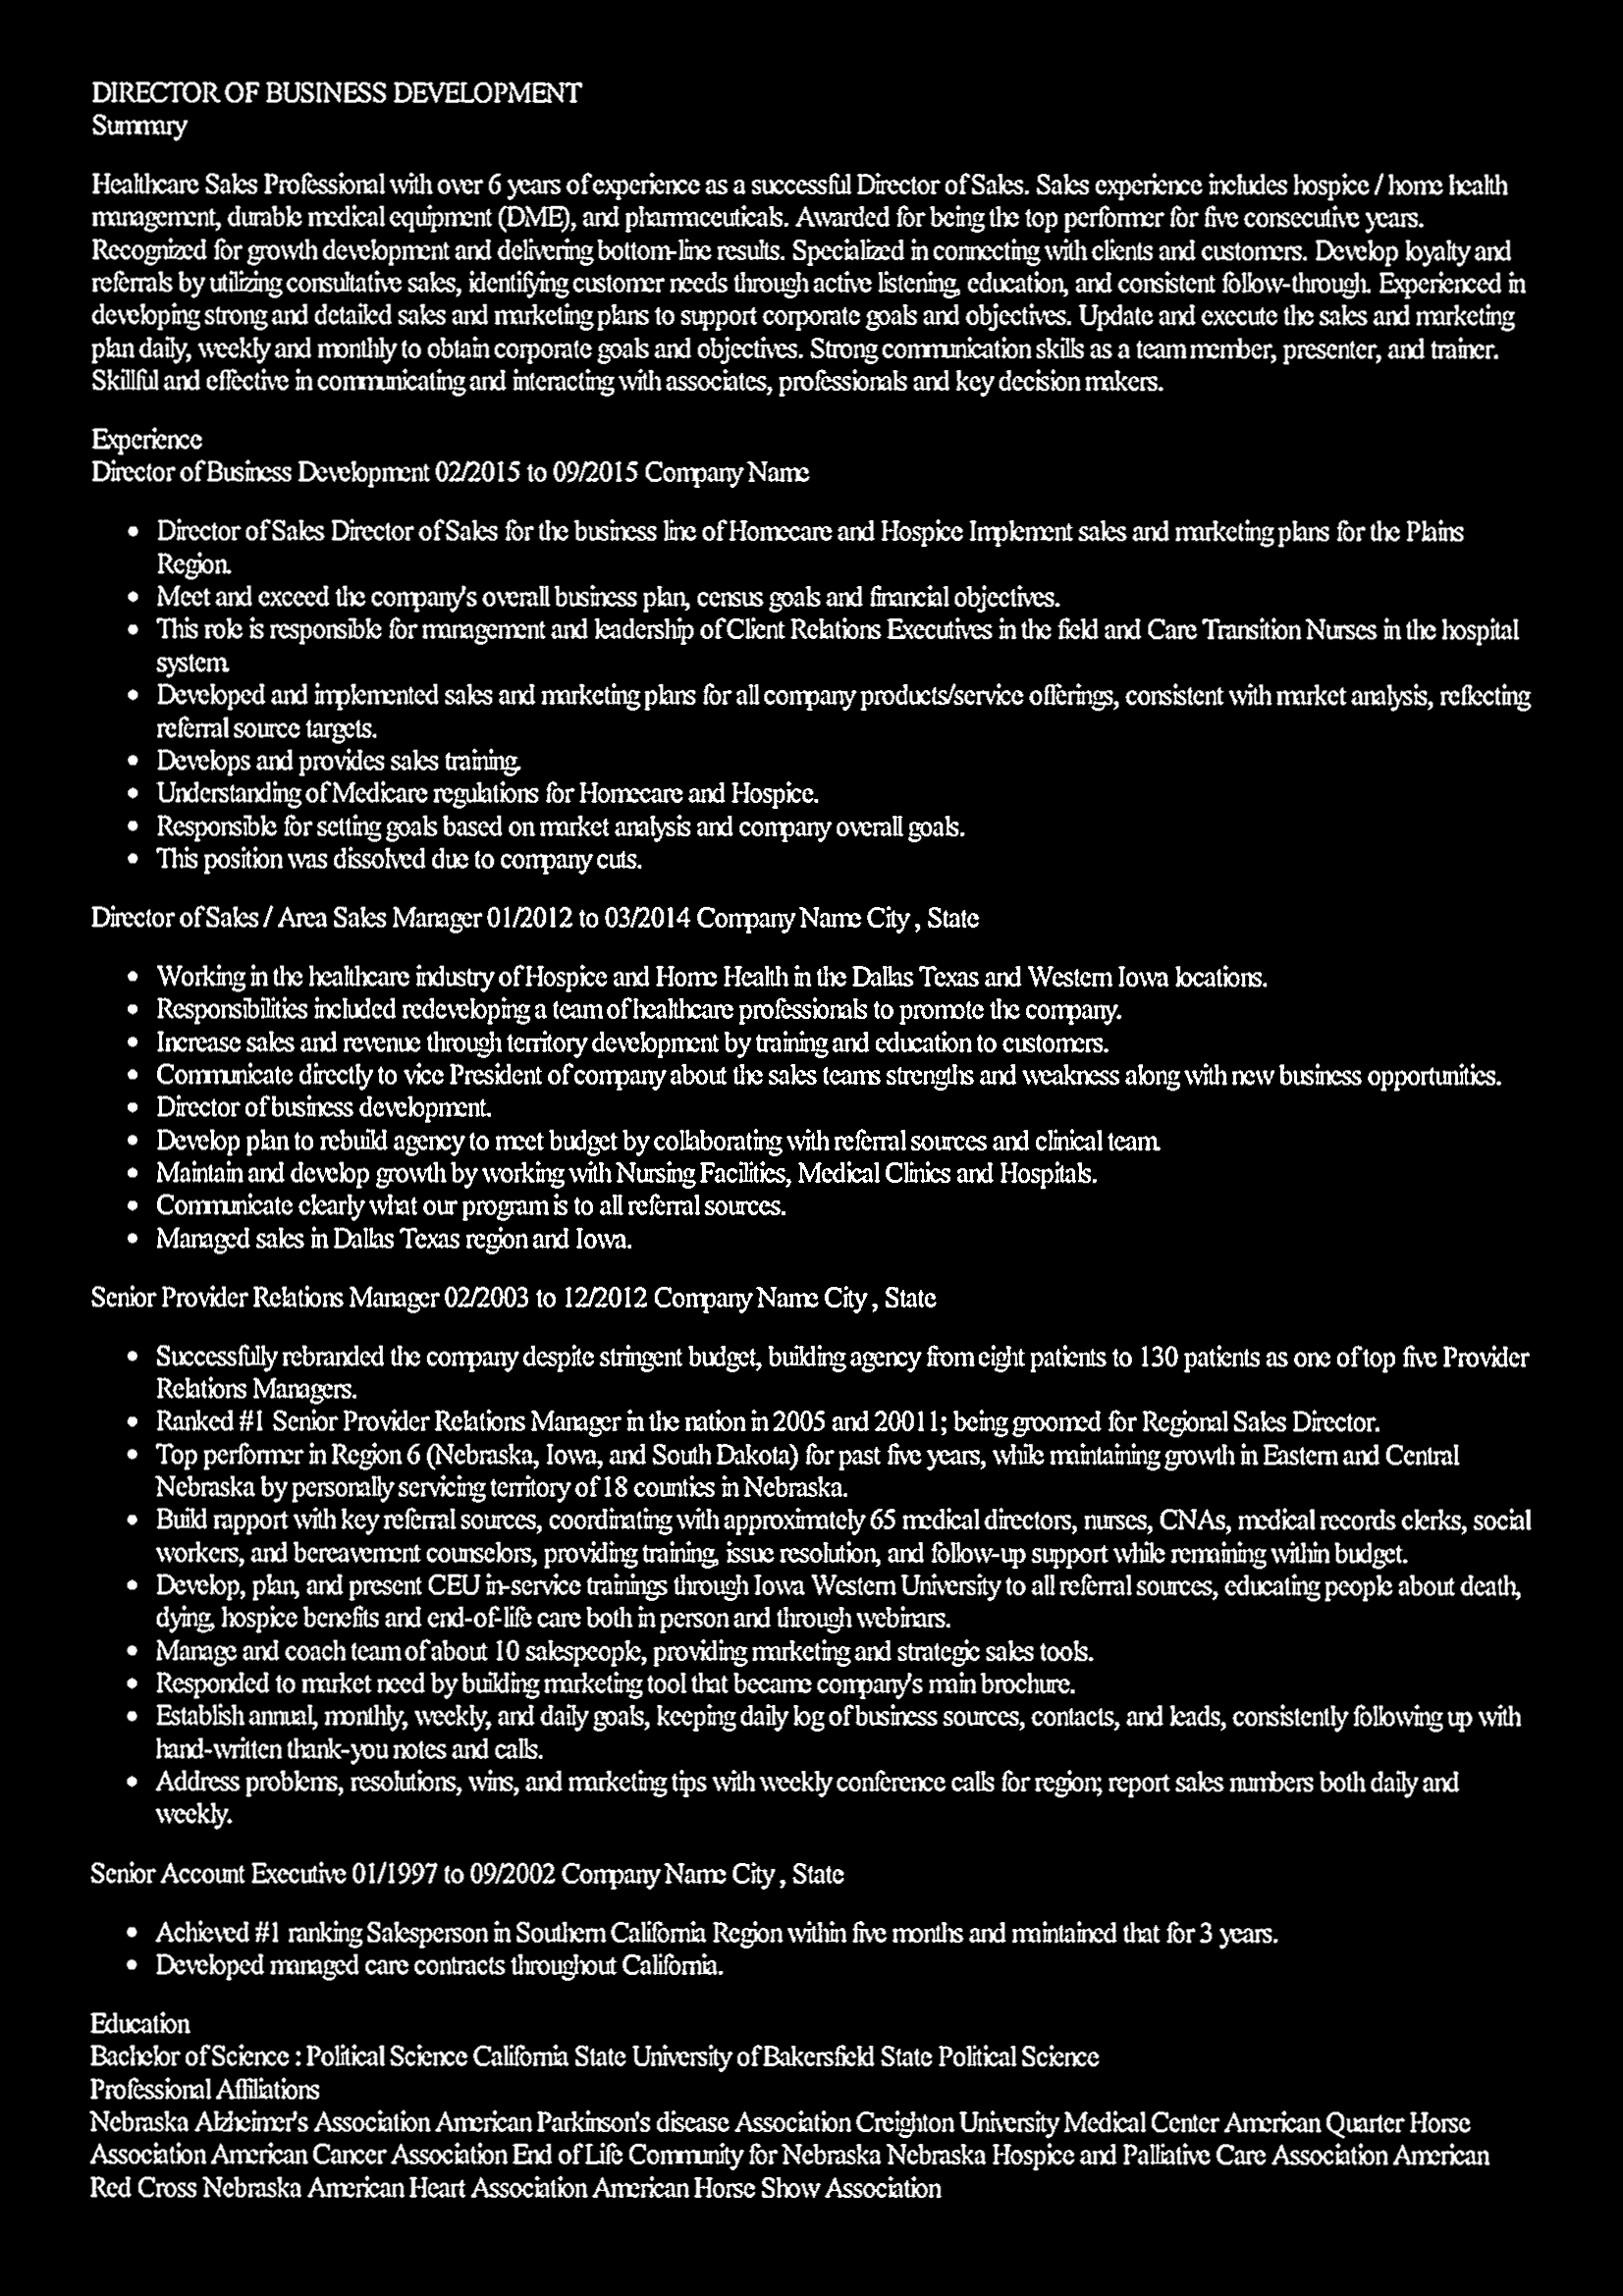 DIRECTOR OF BUSINESS DEVELOPMENT
Summary
Healthcare Sales Professional with over 6 years of experience as a successful Director of Sales. Sales experience includes hospice / home health
management, durable medical equipment (DME), and pharmaceuticals. Awarded for being the top performer for five consecutive years.
Recognized for growth development and delivering bottom-line results. Specialized in connecting with clients and customers. Develop loyalty and
referrals by utilizing consultative sales, identifying customer needs through active listening, education, and consistent follow-through. Experienced in
developing strong and detailed sales and marketing plans to support corporate goals and objectives. Update and execute the sales and marketing
plan daily, weekly and monthly to obtain corporate goals and objectives. Strong communication skills as a team member, presenter, and trainer.
Skillful and effective in communicating and interacting with associates, professionals and key decision makers.
Experience
Director of Business Development 02/2015 to 09/2015 Company Name
• Director of Sales Director of Sales for the business line of Homecare and Hospice Implement sales and marketing plans for the Plains
Region.
• Meet and exceed the company's overall business plan, census goals and financial objectives.
• This role is responsible for management and leadership of Client Relations Executives in the field and Care Transition Nurses in the hospital
system.
• Developed and implemented sales and marketing plans for all company products/service offerings, consistent with market analysis, reflecting
referral source targets.
• Develops and provides sales training.
• Understanding of Medicare regulations for Homecare and Hospice.
• Responsible for setting goals based on market analysis and company overall goals.
• This position was dissolved due to company cuts.
Director of Sales / Area Sales Manager 01/2012 to 03/2014 Company Name City , State
• Working in the healthcare industry of Hospice and Home Health in the Dallas Texas and Western Iowa locations.
• Responsibilities included redeveloping a team of healthcare professionals to promote the company.
• Increase sales and revenue through territory development by training and education to customers.
• Communicate directly to vice President of company about the sales teams strengths and weakness along with new business opportunities.
• Director of business development.
• Develop plan to rebuild agency to meet budget by collaborating with referral sources and clinical team.
• Maintain and develop growth by working with Nursing Facilities, Medical Clinics and Hospitals.
• Communicate clearly what our program is to all referral sources.
• Managed sales in Dallas Texas region and Iowa.
Senior Provider Relations Manager 02/2003 to 12/2012 Company Name City , State
• Successfully rebranded the company despite stringent budget, building agency from eight patients to 130 patients as one of top five Provider
Relations Managers.
• Ranked #1 Senior Provider Relations Manager in the nation in 2005 and 20011; being groomed for Regional Sales Director.
• Top performer in Region 6 (Nebraska, Iowa, and South Dakota) for past five years, while maintaining growth in Eastern and Central
Nebraska by personally servicing territory of 18 counties in Nebraska.
• Build rapport with key referral sources, coordinating with approximately 65 medical directors, nurses, CNAs, medical records clerks, social
workers, and bereavement counselors, providing training, issue resolution, and follow-up support while remaining within budget.
• Develop, plan, and present CEU in-service trainings through Iowa Western University to all referral sources, educating people about death,
dying, hospice benefits and end-of-life care both in person and through webinars.
• Manage and coach team of about 10 salespeople, providing marketing and strategic sales tools.
• Responded to market need by building marketing tool that became company's main brochure.
• Establish annual, monthly, weekly, and daily goals, keeping daily log of business sources, contacts, and leads, consistently following up with
hand-written thank-you notes and calls.
• Address problems, resolutions, wins, and marketing tips with weekly conference calls for region; report sales numbers both daily and
weekly.
Senior Account Executive 01/1997 to 09/2002 Company Name City , State
• Achieved #1 ranking Salesperson in Southern California Region within five months and maintained that for 3 years.
• Developed managed care contracts throughout California.
Education
Bachelor of Science : Political Science California State University of Bakersfield State Political Science
Professional Affiliations
Nebraska Alzheimer's Association American Parkinson's disease Association Creighton University Medical Center American Quarter Horse
Association American Cancer Association End of Life Community for Nebraska Nebraska Hospice and Palliative Care Association American
Red Cross Nebraska American Heart Association American Horse Show Association